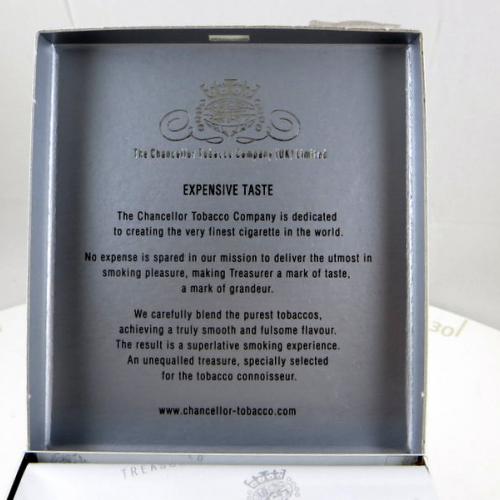 The Chancellor Tobacco Company (UK) Limited
EXPENSIVE TASTE
The Chancellor Tobacco Company is dedicated
to creating the very finest cigarette in the world.
No expense is spared in our mission to deliver the utmost in
smoking pleasure, making Treasurer a mark of taste,
a mark of grandeur.
We carefully blend the purest tobaccos,
achieving a truly smooth and fulsome flavour.
The result is a superlative smoking experience.
An unequalled treasure, specially selected
for the tobacco connoisseur.
www.chancellor-tobacco.com